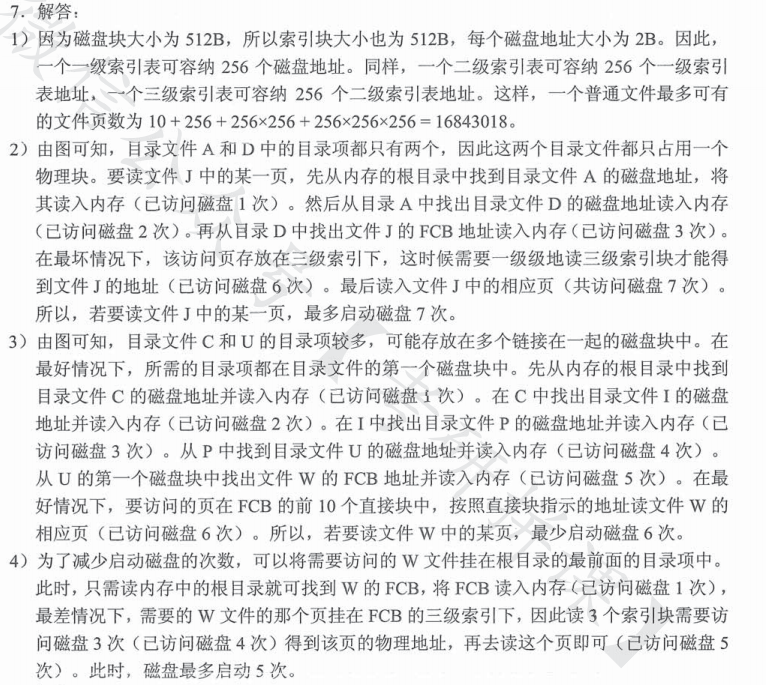 7．解答：
1）因为磁盘块大小为 512B，所以索引块大小也为 512B，每个磁盘地址大小为 2B。因此，
一个一级索引表可容纳 256 个磁盘地址。同样，一个二级索引表可容纳 256 个一级索引
表地址，一个三级索引表可容纳 256 个二级索引表地址。这样，一个普通文件最多可有
的文件页数为 10 + 256 + 256×256 + 256×256×256 = 16843018。
2）由图可知，目录文件 A 和 D 中的目录项都只有两个，因此这两个目录文件都只占用一个
物理块。要读文件 J 中的某一页，先从内存的根目录中找到目录文件 A 的磁盘地址，将
其读入内存（已访问磁盘 1 次）。然后从目录 A 中找出目录文件 D 的磁盘地址读入内存
（已访问磁盘 2 次）。再从目录 D 中找出文件 J 的 FCB 地址读入内存（已访问磁盘 3 次）。
在最坏情况下，该访问页存放在三级索引下，这时候需要一级级地读三级索引块才能得
到文件 J 的地址（已访问磁盘 6 次）。最后读入文件 J 中的相应页（共访问磁盘 7 次）。
所以，若要读文件 J 中的某一页，最多启动磁盘 7 次。
3）由图可知，目录文件 C 和 U 的目录项较多，可能存放在多个链接在一起的磁盘块中。在
最好情况下，所需的目录项都在目录文件的第一个磁盘块中。先从内存的根目录中找到
目录文件 C 的磁盘地址并读入内存（已访问磁盘 1 次）。在 C 中找出目录文件 I 的磁盘
地址并读入内存（已访问磁盘 2 次）。在 I 中找出目录文件 P 的磁盘地址并读入内存（已
访问磁盘 3 次）。从 P 中找到目录文件 U 的磁盘地址并读入内存（已访问磁盘 4 次）。
从 U 的第一个磁盘块中找出文件 W 的 FCB 地址并读入内存（已访问磁盘 5 次）。在最
好情况下，要访问的页在 FCB 的前 10 个直接块中，按照直接块指示的地址读文件 W 的
相应页（已访问磁盘 6 次）。所以，若要读文件 W 中的某页，最少启动磁盘 6 次。
4）为了减少启动磁盘的次数，可以将需要访问的 W 文件挂在根目录的最前面的目录项中。
此时，只需读内存中的根目录就可找到 W 的 FCB，将 FCB 读入内存（已访问磁盘 1 次），
最差情况下，需要的 W 文件的那个页挂在 FCB 的三级索引下，因此读 3 个索引块需要访
问磁盘 3 次（已访问磁盘 4 次）得到该页的物理地址，再去读这个页即可（已访问磁盘 5
次）。此时，磁盘最多启动 5 次。